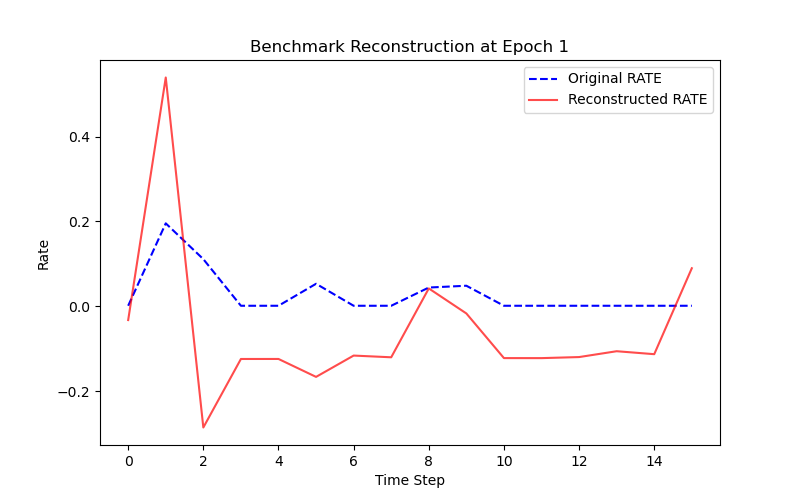 Benchmark Reconstruction at Epoch 1
Original RATE
Reconstructed RATE
Rate
0.4
0.2
0.0
−0.2
0 2 4 6 8 10 12 14
Time Step